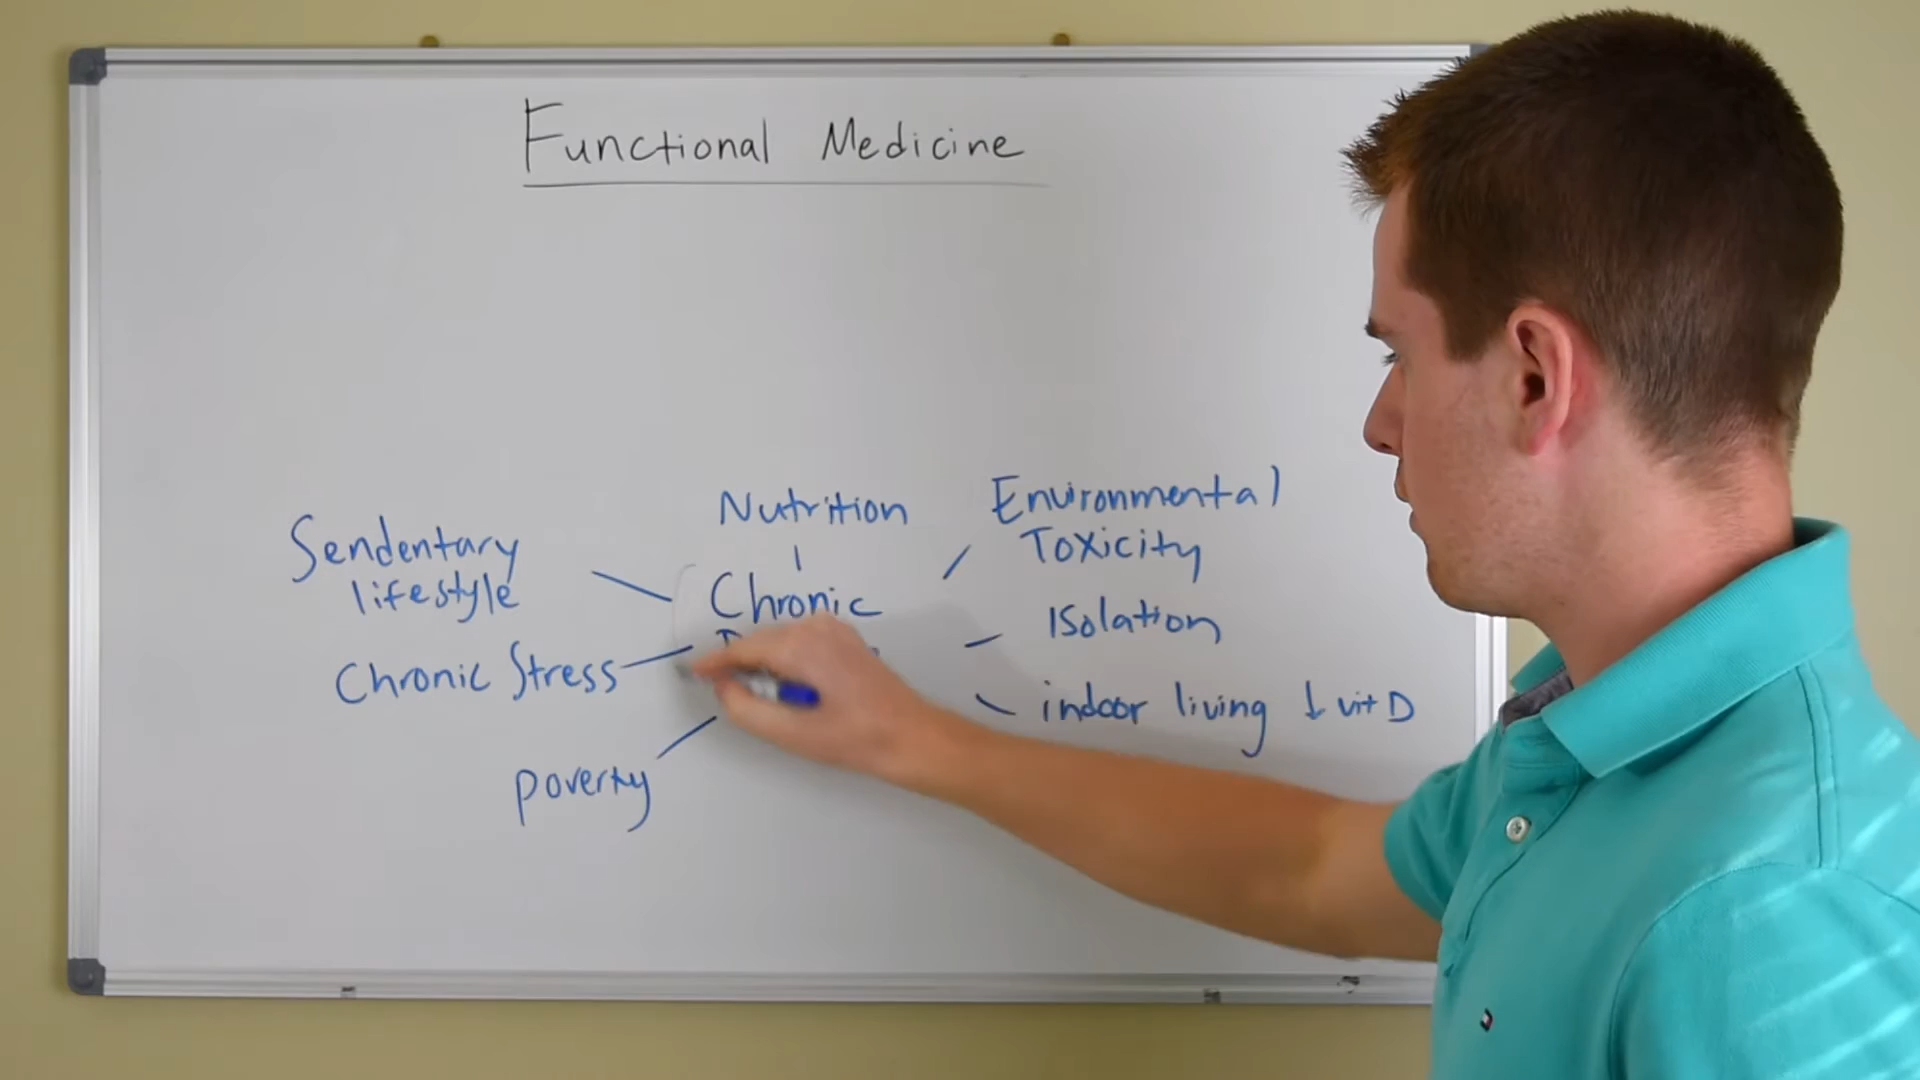 Functional Medicine
Nutrition
Environmental
Toxicity
Sendentary
lifestyle
Chronic
Isolation
Chronic Stress
indoor living ↓ vit D
poverty